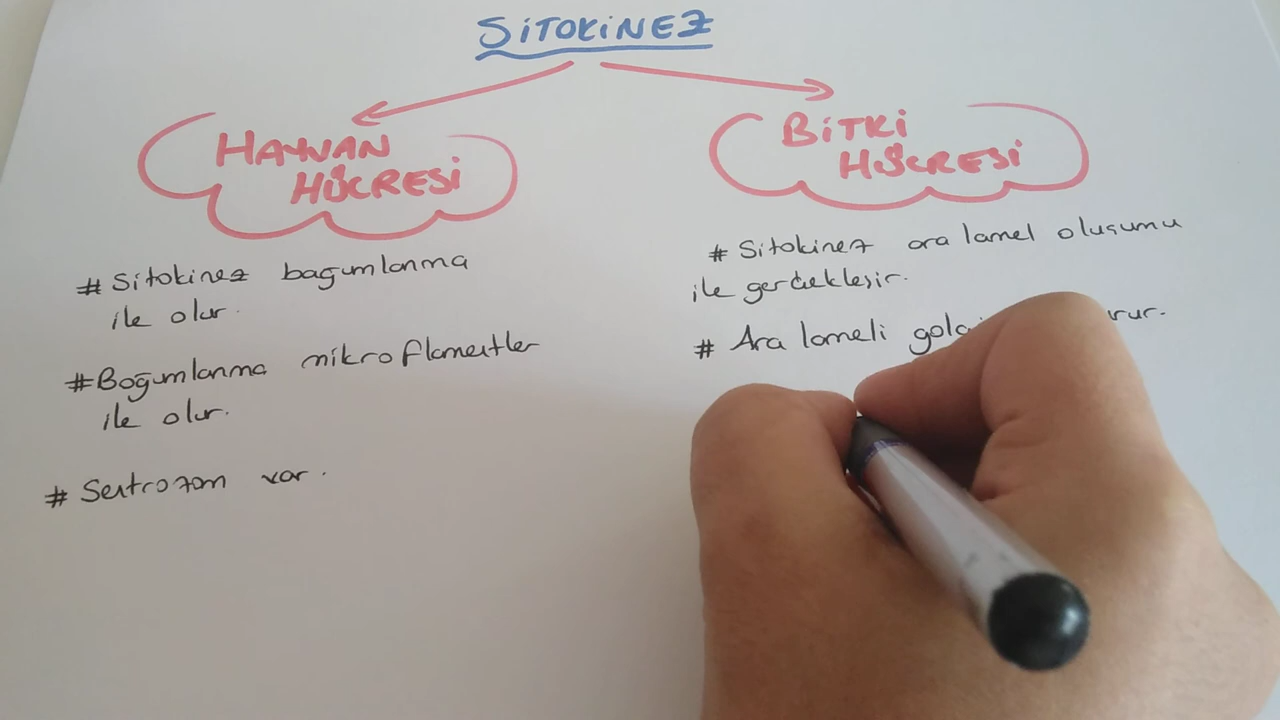 SİTOKİNEZ
HAYVAN
HÜCRESİ
# Sitokinez bagumlanma
ile olur.
# Boğumlanma mikroflamentler
ile olur.
# Sentrozom var.
BİTKİ
HÜCRESİ
# Sitokinez ara lamel oluşumu
ile gerçekleşir.
# Ara lameli golgi